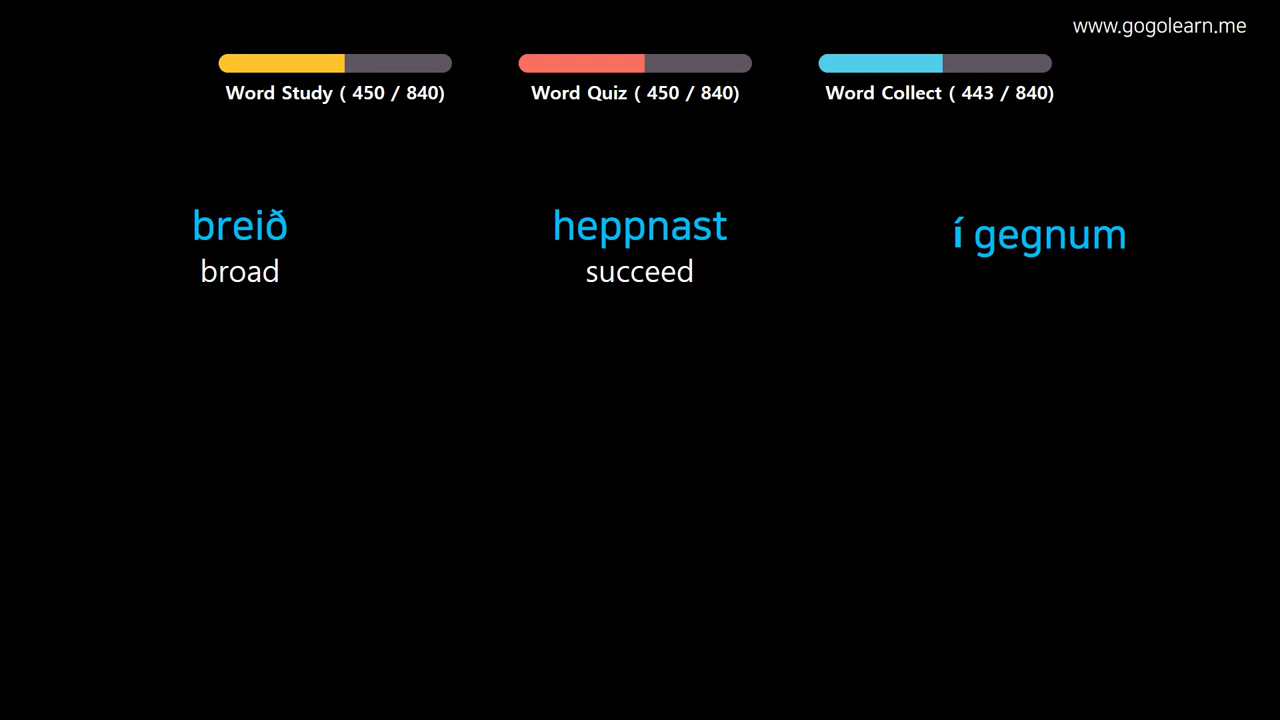 www.gogolearn.me
Word Study ( 450 / 840)
Word Quiz ( 450 / 840)
Word Collect ( 443 / 840)
breið
broad
heppnast
succeed
í gegnum